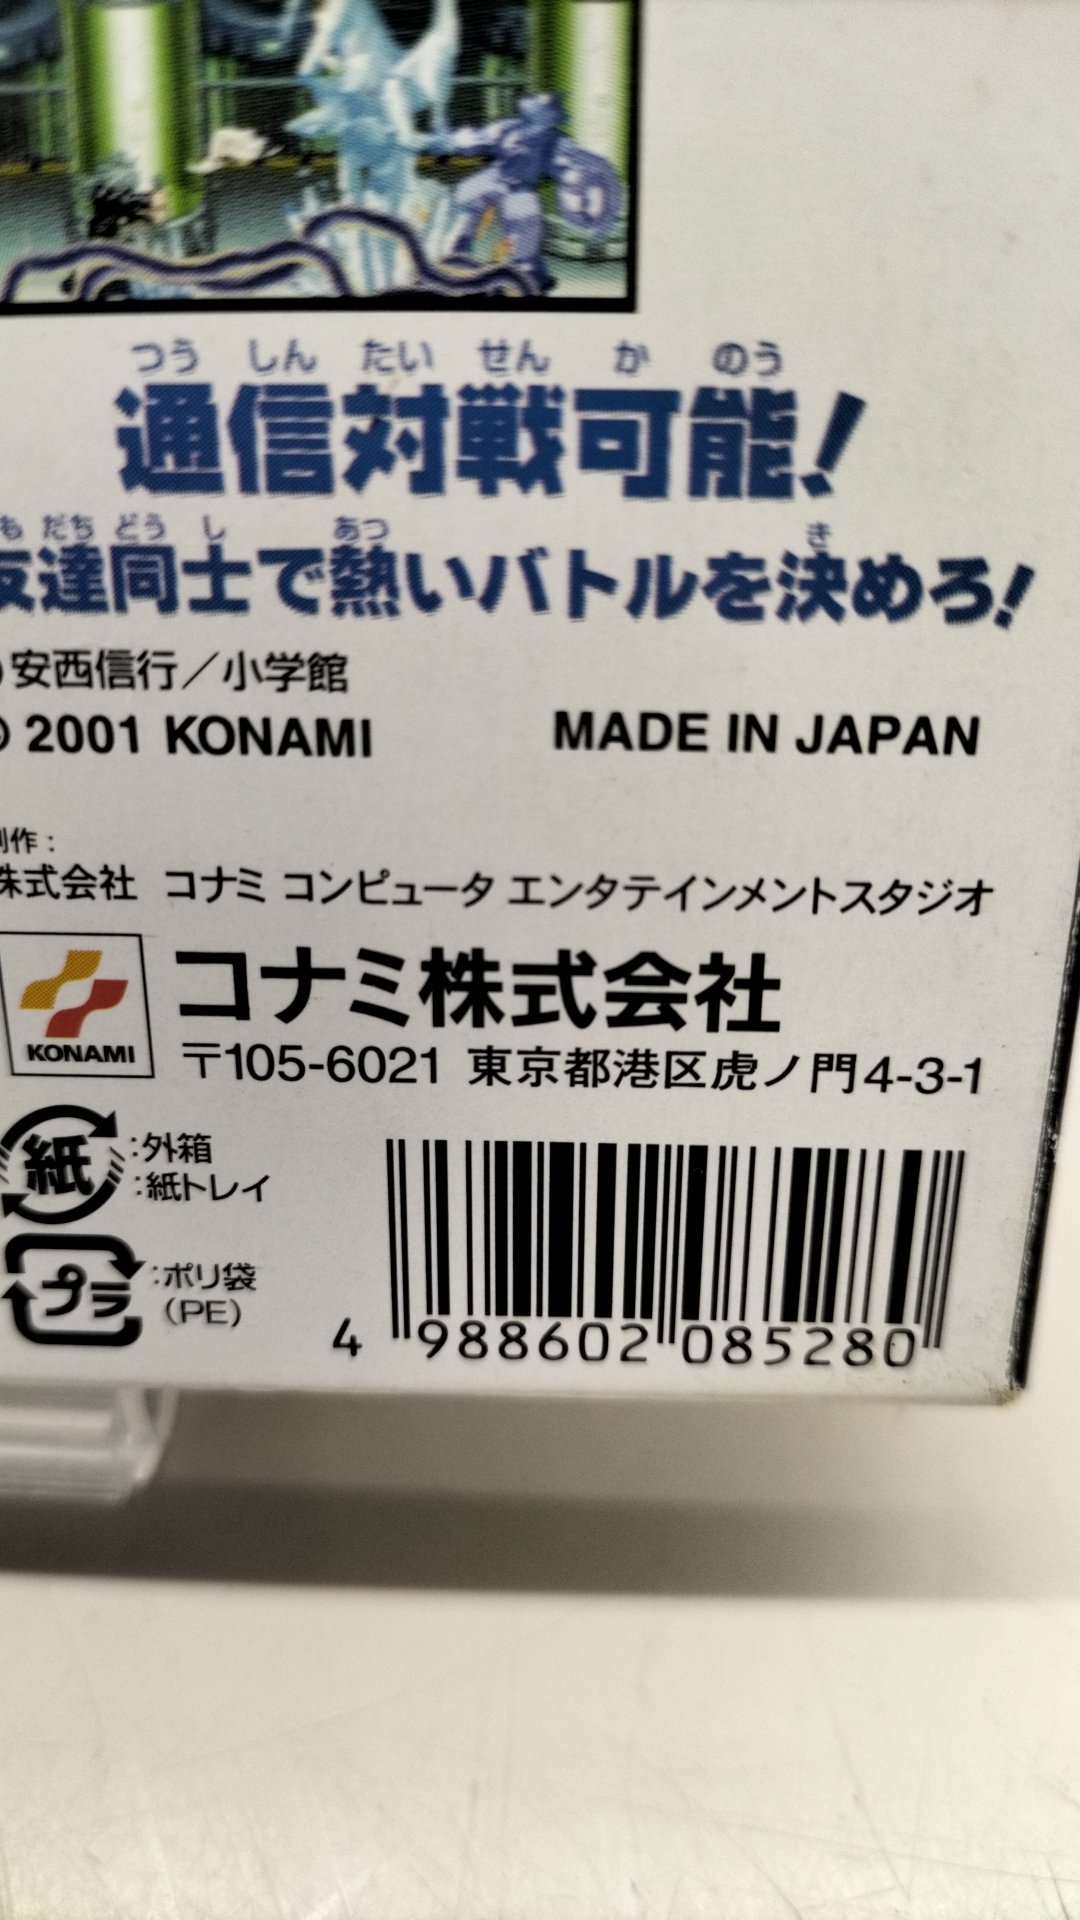 つう しん たい せん か のう
通信対戦可能!
もだち どう し あつ き
友達同士で熱いバトルを決めろ!
安西信行/小学館
© 2001 KONAMI MADE IN JAPAN
制作:
株式会社 コナミ コンピュータ エンタテインメントスタジオ
KONAMI
コナミ株式会社
〒105-6021 東京都港区虎ノ門4-3-1
紙
:外箱
:紙トレイ
プラ
:ポリ袋
(PE)
4 988602 085280